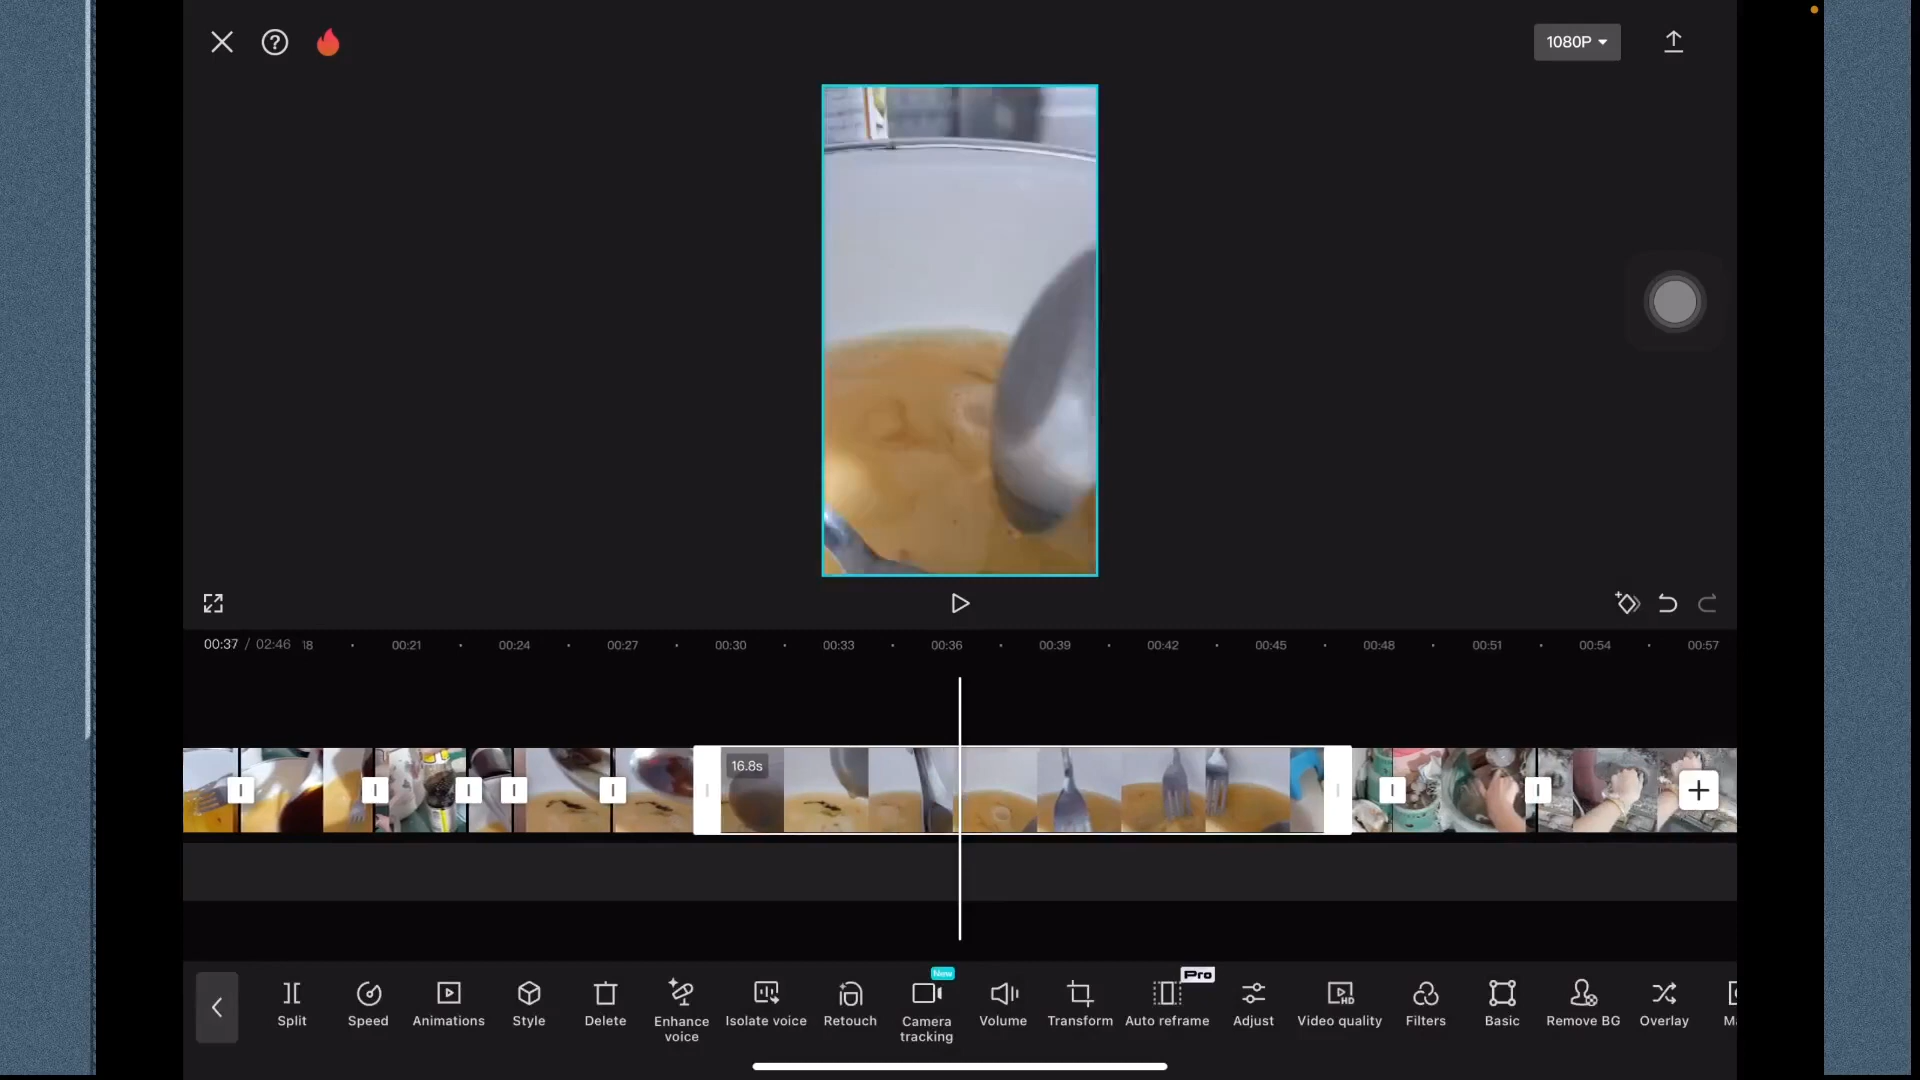 1080P
00:37 / 02:46 18 00:21 00:24 00:27 00:30 00:33 00:36 00:39 00:42 00:45 00:48 00:51 00:54 00:57
16.8s
New Pro
Split Speed Animations Style Delete Enhance voice Isolate voice Retouch Camera tracking Volume Transform Auto reframe Adjust Video quality Filters Basic Remove BG Overlay